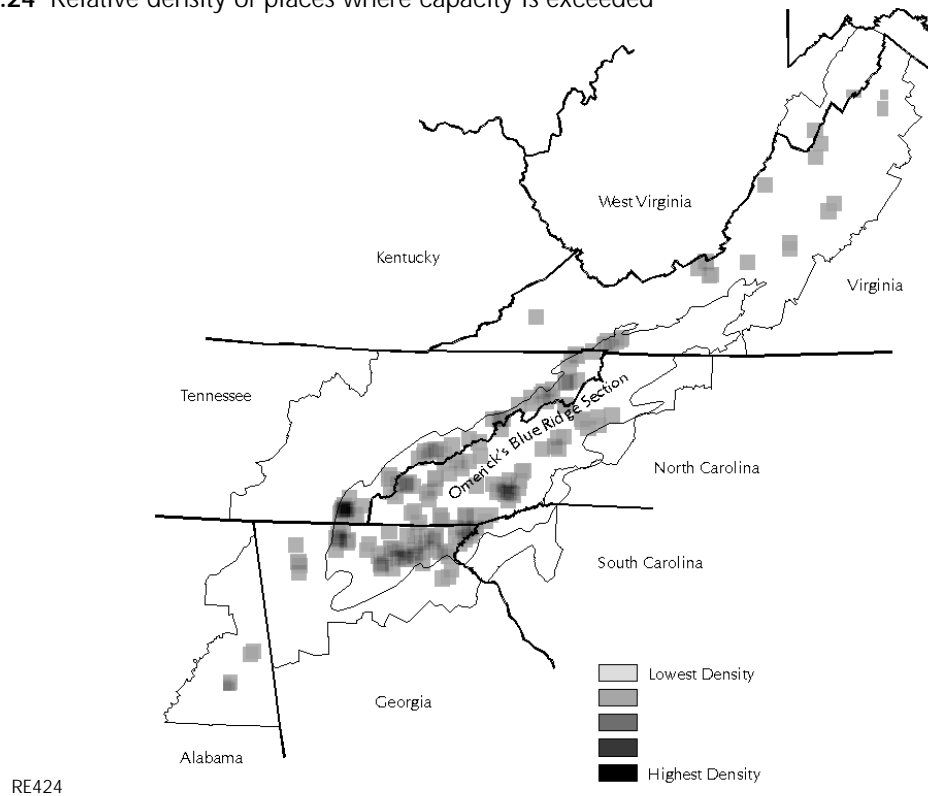 .24 Relative density of places where capacity is exceeded
West Virginia
Kentucky
Virginia
Tennessee
Omerick's Blue Ridge Section
North Carolina
South Carolina
Lowest Density
Georgia
Alabama
Highest Density
RE424